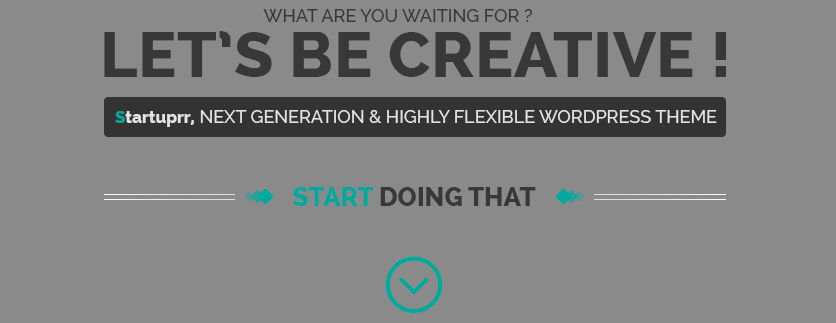 WHAT ARE YOU WAITING FOR ?
LET'S BE CREATIVE !
Startuprr, NEXT GENERATION & HIGHLY FLEXIBLE WORDPRESS THEME
START DOING THAT